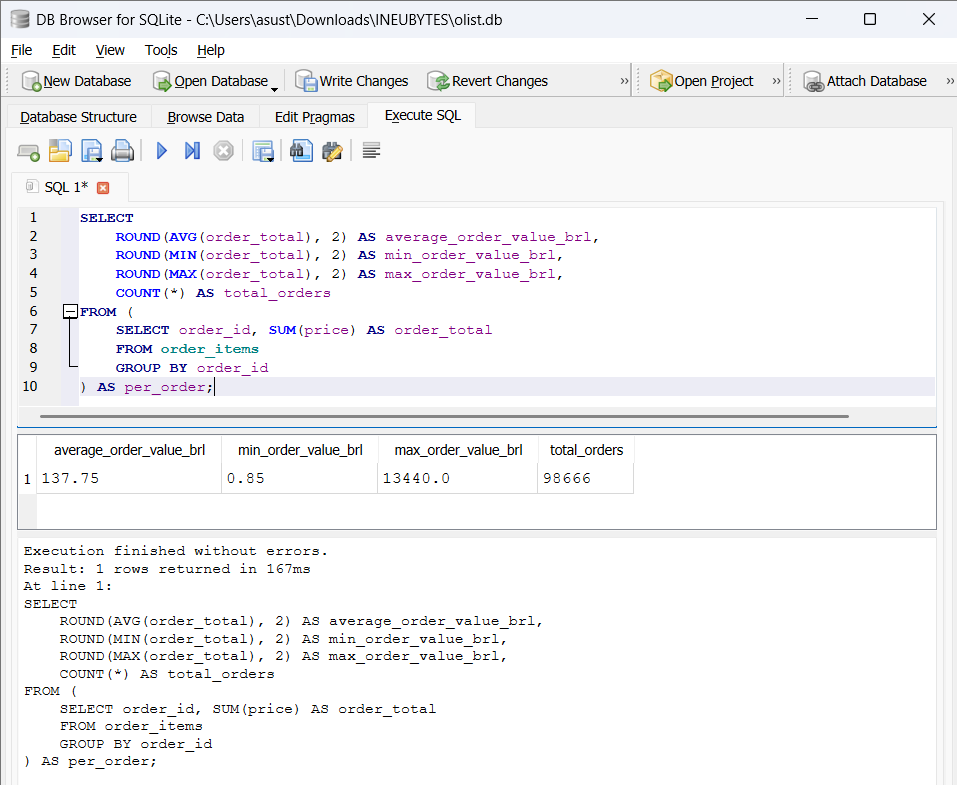 DB Browser for SQLite - C:\Users\asust\Downloads\INEUBYTES\olist.db
File Edit View Tools Help
New Database Open Database Write Changes Revert Changes » Open Project » Attach Database »
Database Structure Browse Data Edit Pragmas Execute SQL
SQL 1*
1 SELECT
2 ROUND(AVG(order_total), 2) AS average_order_value_brl,
3 ROUND(MIN(order_total), 2) AS min_order_value_brl,
4 ROUND(MAX(order_total), 2) AS max_order_value_brl,
5 COUNT(*) AS total_orders
6 FROM (
7 SELECT order_id, SUM(price) AS order_total
8 FROM order_items
9 GROUP BY order_id
10 ) AS per_order;
average_order_value_brl min_order_value_brl max_order_value_brl total_orders
1 137.75 0.85 13440.0 98666
Execution finished without errors.
Result: 1 rows returned in 167ms
At line 1:
SELECT
ROUND(AVG(order_total), 2) AS average_order_value_brl,
ROUND(MIN(order_total), 2) AS min_order_value_brl,
ROUND(MAX(order_total), 2) AS max_order_value_brl,
COUNT(*) AS total_orders
FROM (
SELECT order_id, SUM(price) AS order_total
FROM order_items
GROUP BY order_id
) AS per_order;